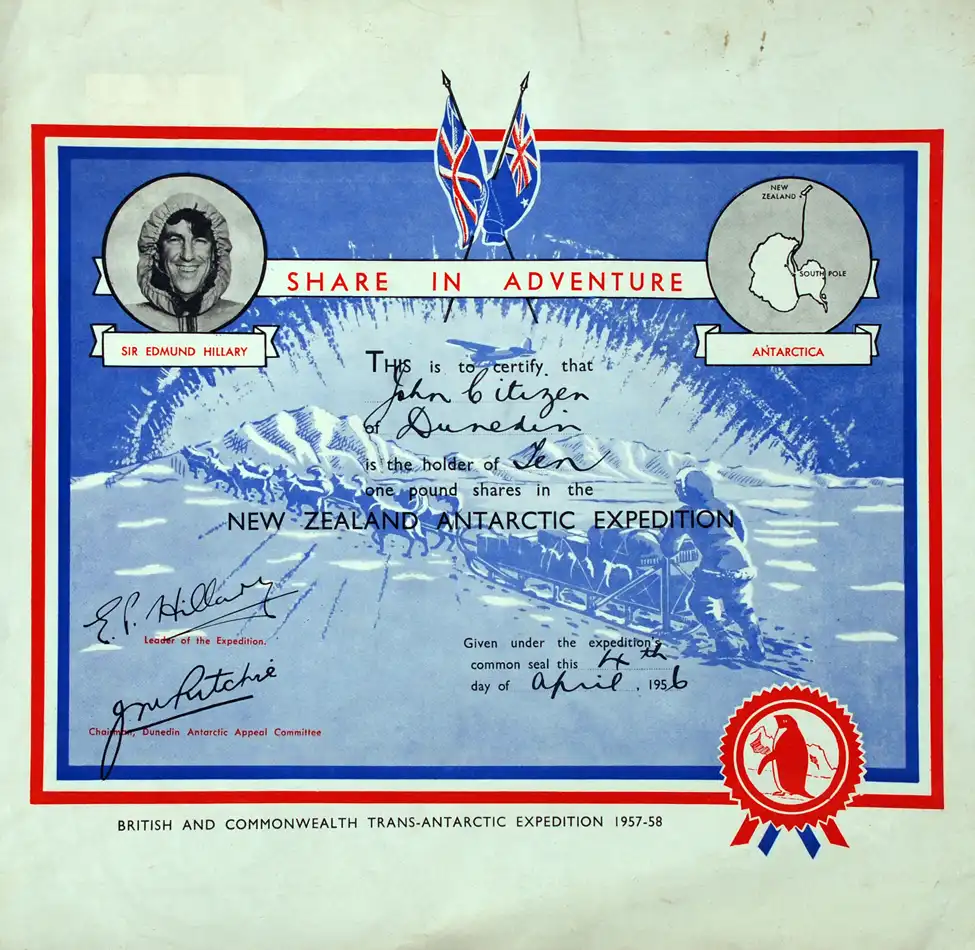 SHARE IN ADVENTURE
NEW ZEALAND
SOUTH POLE
SIR EDMUND HILLARY
ANTARCTICA
THIS is to certify that
John Citizen
of Dunedin
is the holder of Ten
one pound shares in the
NEW ZEALAND ANTARCTIC EXPEDITION
E. P. Hillary
Leader of the Expedition.
Given under the expedition's
common seal this 4th
day of April, 1956
J M Ritchie
Chairman, Dunedin Antarctic Appeal Committee
BRITISH AND COMMONWEALTH TRANS-ANTARCTIC EXPEDITION 1957-58